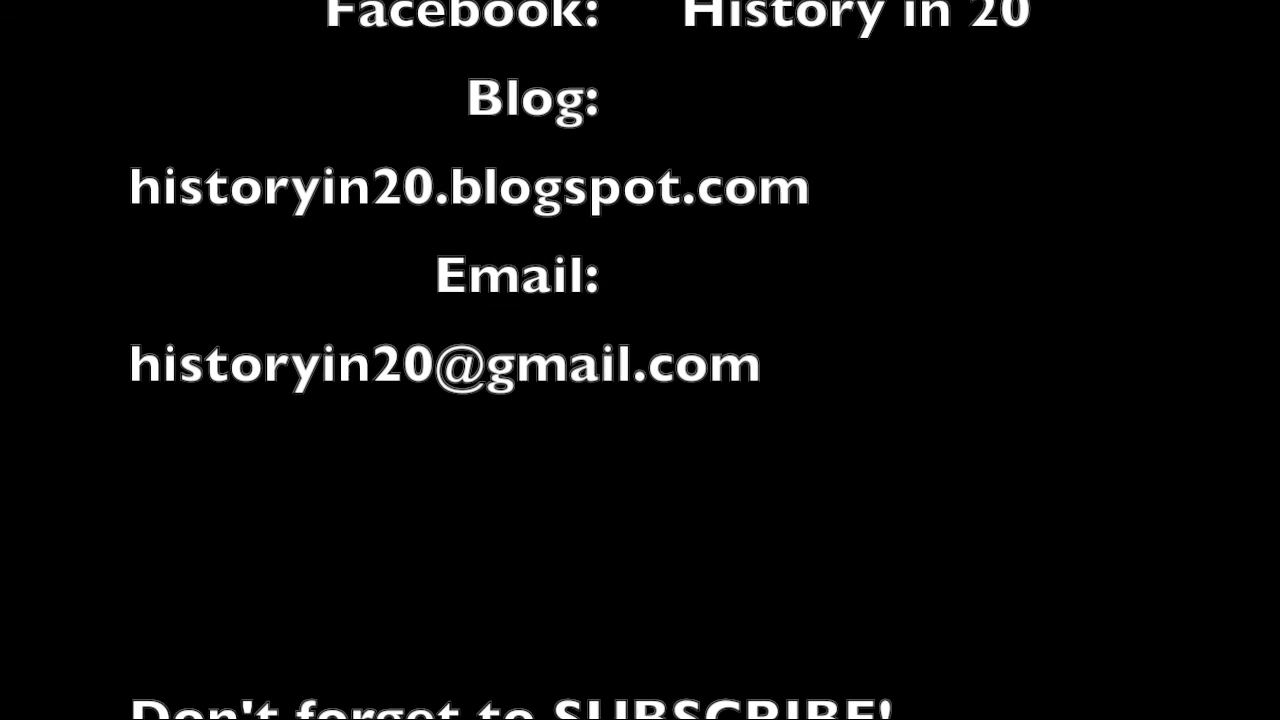 Facebook: History in 20
Blog:
historyin20.blogspot.com
Email:
historyin20@gmail.com
Don't forget to SUBSCRIBE!